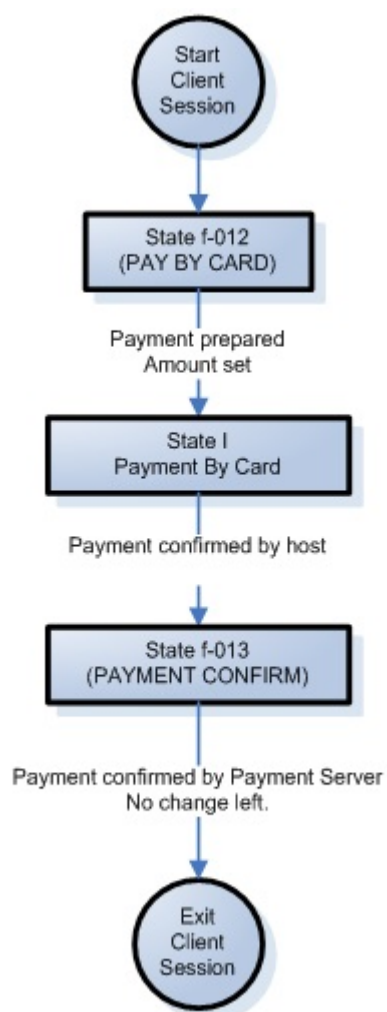 Start
Client
Session
State f-012
(PAY BY CARD)
Payment prepared
Amount set
State I
Payment By Card
Payment confirmed by host
State f-013
(PAYMENT CONFIRM)
Payment confirmed by Payment Server
No change left.
Exit
Client
Session